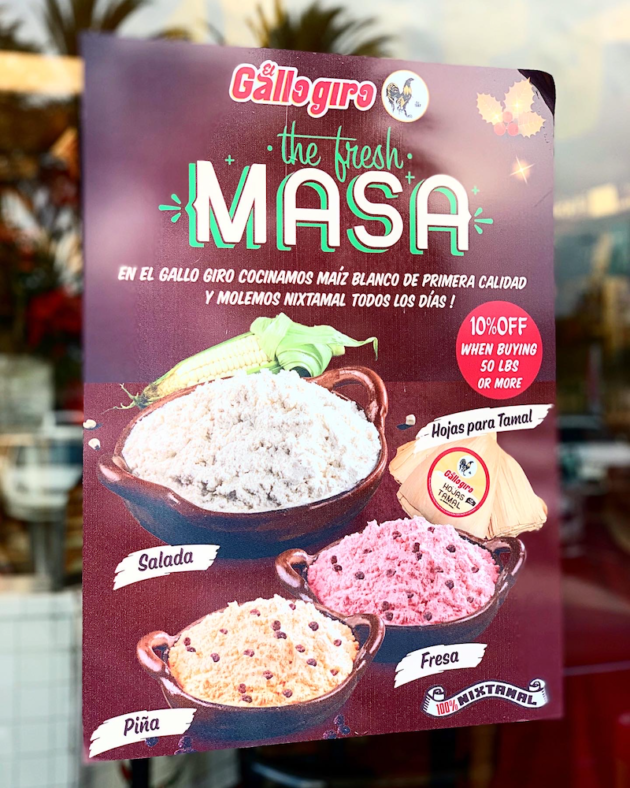 El
Gallo giro
· the fresh ·
MASA
EN EL GALLO GIRO COCINAMOS MAÍZ BLANCO DE PRIMERA CALIDAD
Y MOLEMOS NIXTAMAL TODOS LOS DÍAS !
10% OFF
WHEN BUYING
50 LBS
OR MORE
Hojas para Tamal
Gallo giro
HOJAS
TAMAL
Salada
Fresa
Piña
100% NIXTAMAL